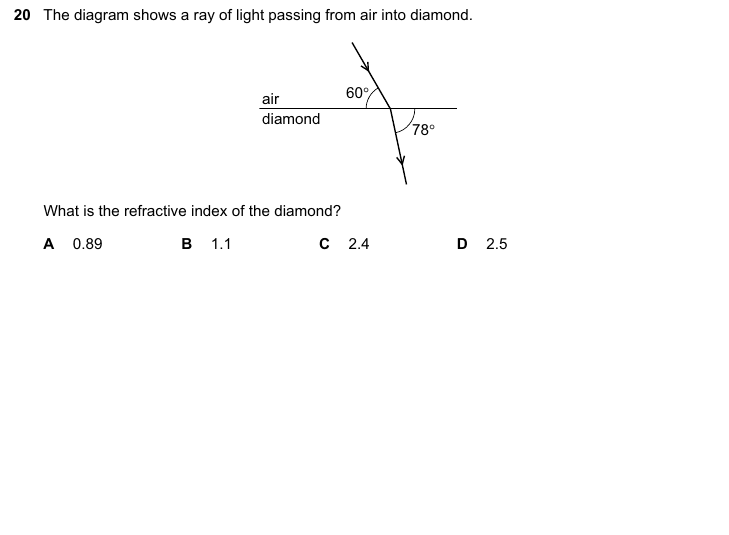 20 The diagram shows a ray of light passing from air into diamond.
60°
air
diamond
78°
What is the refractive index of the diamond?
A 0.89 B 1.1 C 2.4 D 2.5